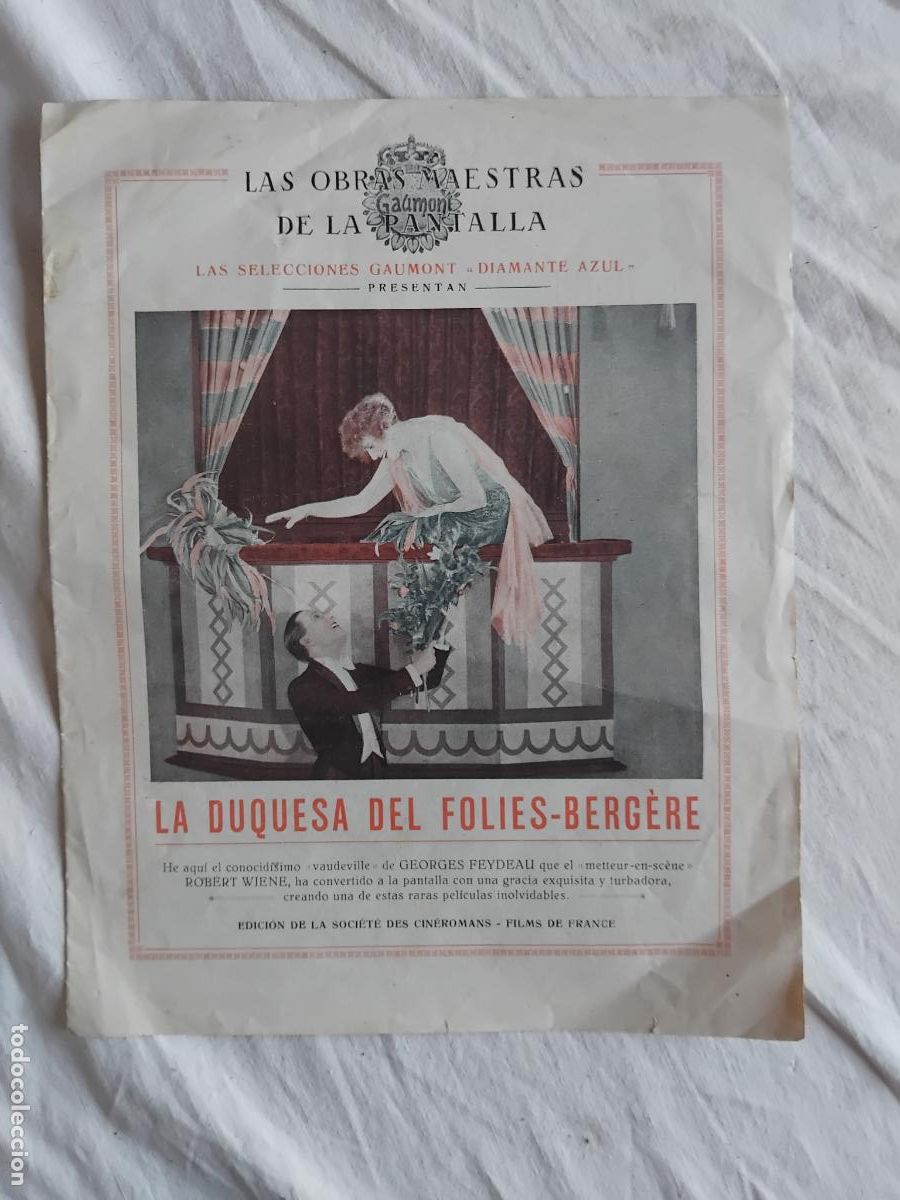 LAS OBRAS MAESTRAS
Gaumont
DE LA PANTALLA
LAS SELECCIONES GAUMONT "DIAMANTE AZUL"
PRESENTAN
LA DUQUESA DEL FOLIES-BERGÈRE
He aquí el conocidísimo «vaudeville» de GEORGES FEYDEAU que el «metteur-en-scène»
ROBERT WIENE, ha convertido a la pantalla con una gracia exquisita y turbadora,
creando una de estas raras películas inolvidables.
EDICIÓN DE LA SOCIÉTÉ DES CINÉROMANS - FILMS DE FRANCE
todocoleccion